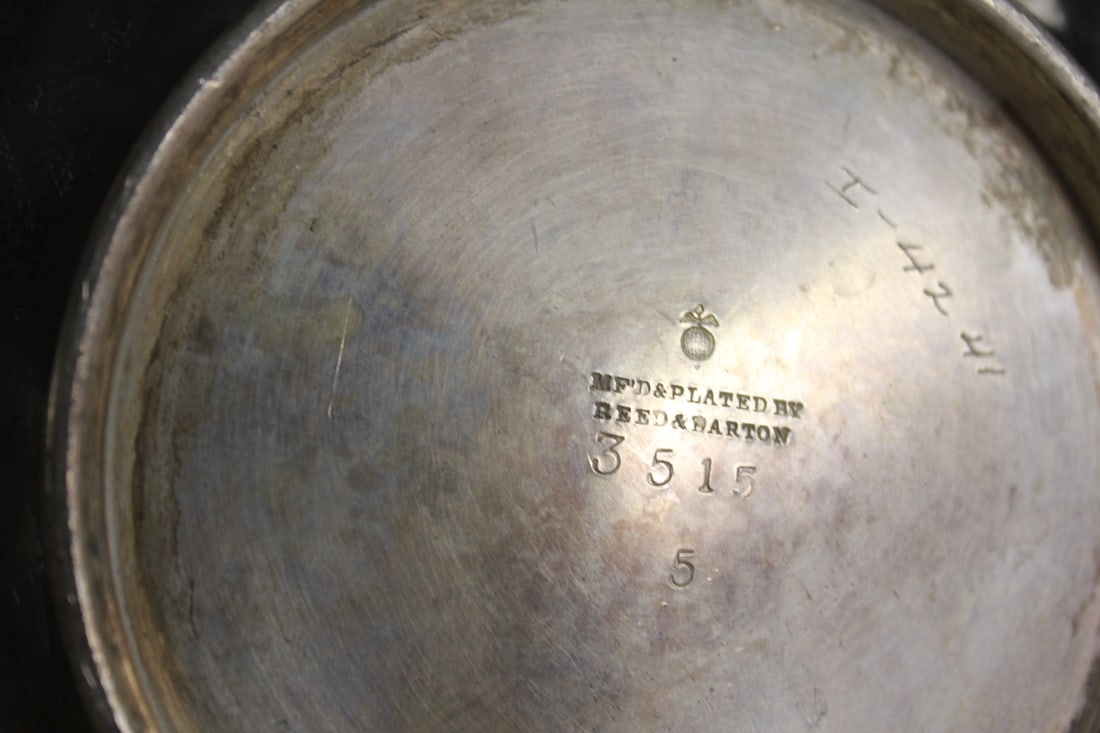 MF'D & PLATED BY
REED & BARTON
3515
5